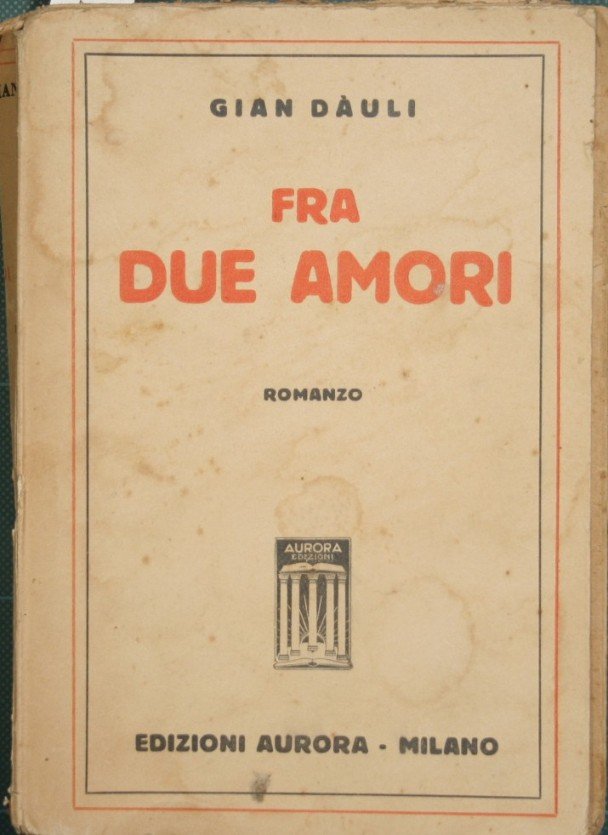 GIAN DÀULI
FRA
DUE AMORI
ROMANZO
AURORA
EDIZIONI
EDIZIONI AURORA - MILANO